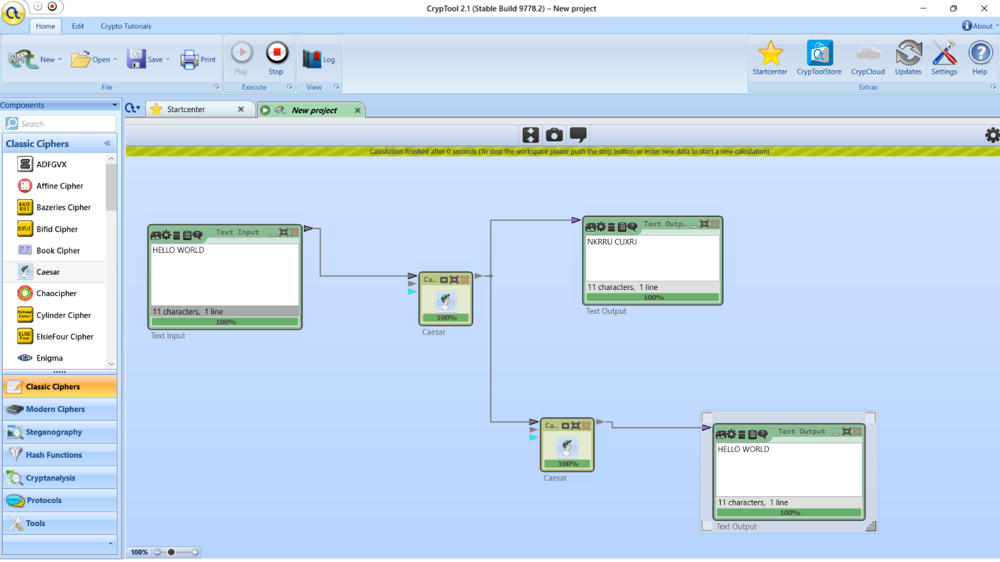 CrypTool 2.1 (Stable Build 9778.2) – New project
Home Edit Crypto Tutorials About
New Open Save Print Play Stop Log Startcenter CrypToolStore CrypCloud Updates Settings Help
File Execute View Extras
Components
Search
Classic Ciphers
ADFGVX
Affine Cipher
Bazeries Cipher
Bifid Cipher
Book Cipher
Caesar
Chaocipher
Cylinder Cipher
ElsieFour Cipher
Enigma
Classic Ciphers
Modern Ciphers
Steganography
Hash Functions
Cryptanalysis
Protocols
Tools
Startcenter New project
Calculation finished after 0 seconds (To stop the workspace please push the stop button or enter new data to start a new calculation)
Text Input
HELLO WORLD
11 characters, 1 line
100%
Text Input
Ca...
100%
Caesar
Text Outp...
NKRRU CUXRJ
11 characters, 1 line
100%
Text Output
Ca...
100%
Caesar
Text Output
HELLO WORLD
11 characters, 1 line
100%
Text Output
100%